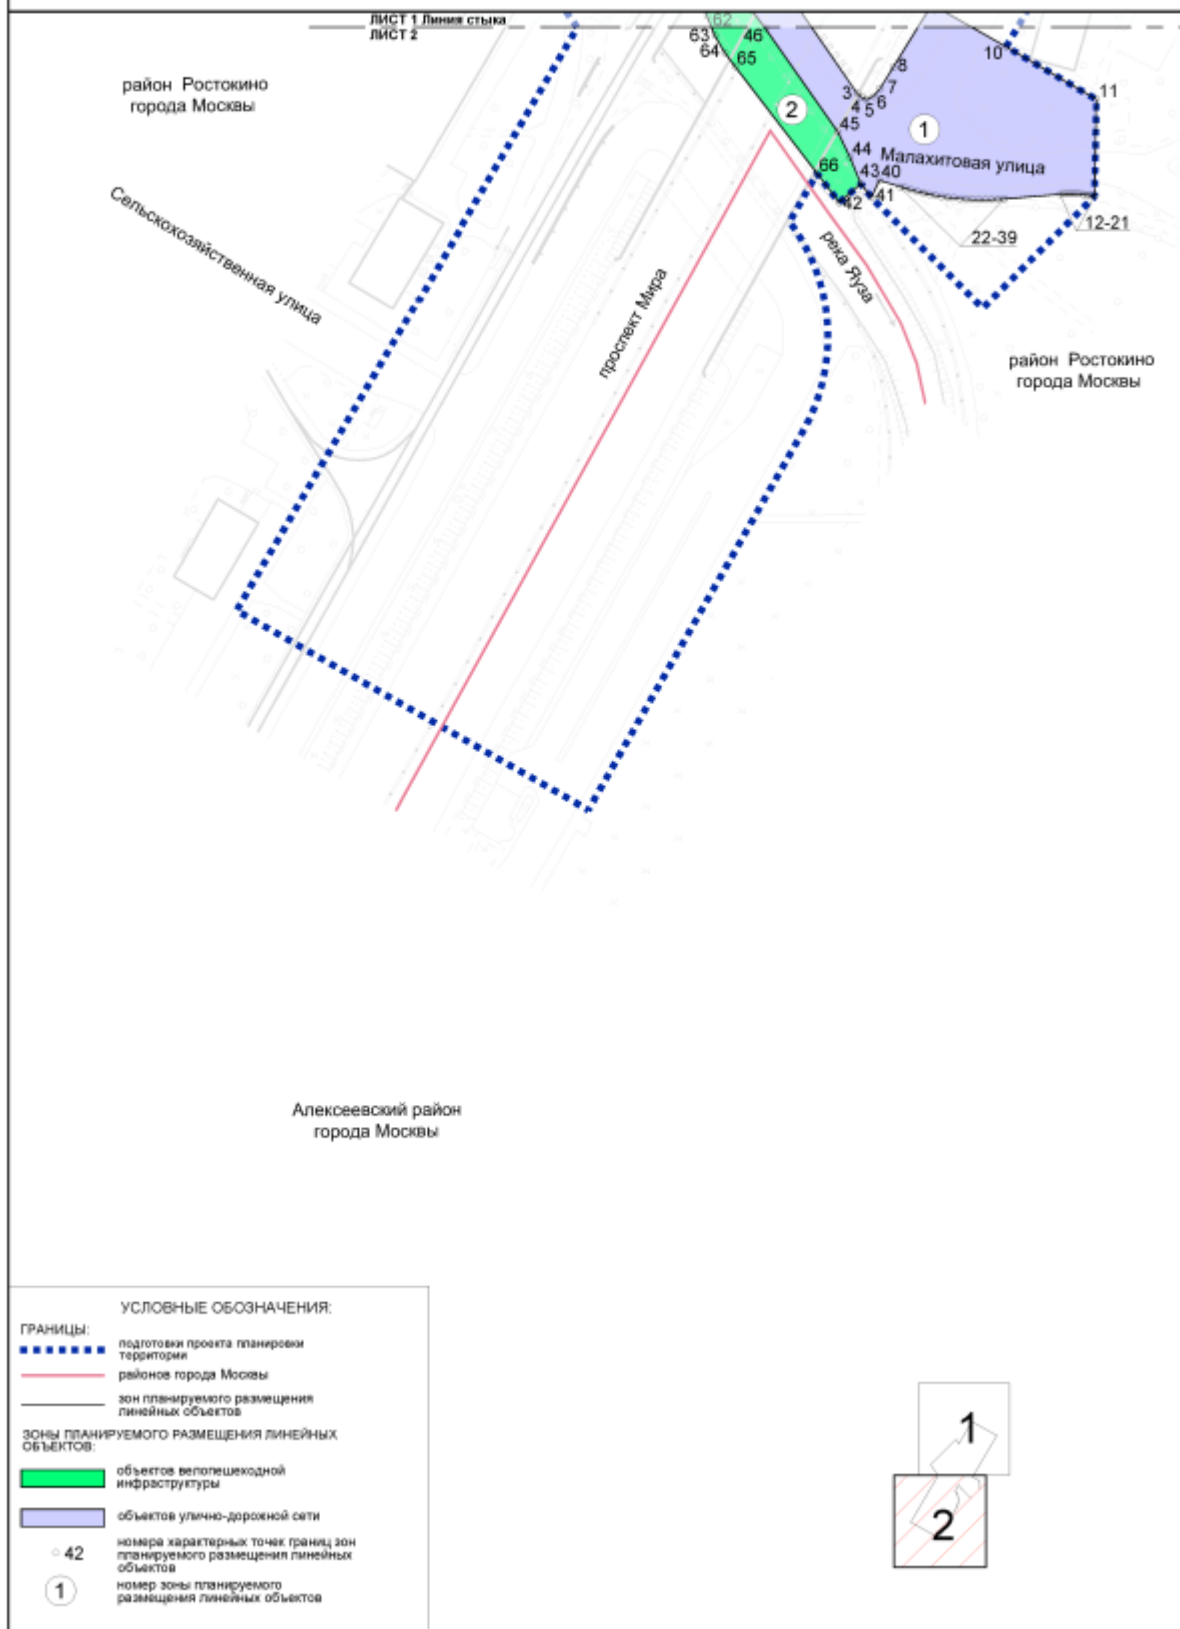 ЛИСТ 1 Линия стыка
ЛИСТ 2
62
63
46
64
65
10
8
район Ростокино
города Москвы
3
7
11
4
5
6
2
45
1
44
Малахитовая улица
66
43
40
42
41
12-21
22-39
Сельскохозяйственная улица
река Яуза
проспект Мира
район Ростокино
города Москвы
Алексеевский район
города Москвы
УСЛОВНЫЕ ОБОЗНАЧЕНИЯ:
ГРАНИЦЫ:
подготовки проекта планировки
территории
районов города Москвы
зон планируемого размещения
линейных объектов
ЗОНЫ ПЛАНИРУЕМОГО РАЗМЕЩЕНИЯ ЛИНЕЙНЫХ
ОБЪЕКТОВ:
объектов велопешеходной
инфраструктуры
объектов улично-дорожной сети
42
номера характерных точек границ зон
планируемого размещения линейных
объектов
1
номер зоны планируемого
размещения линейных объектов
1
2